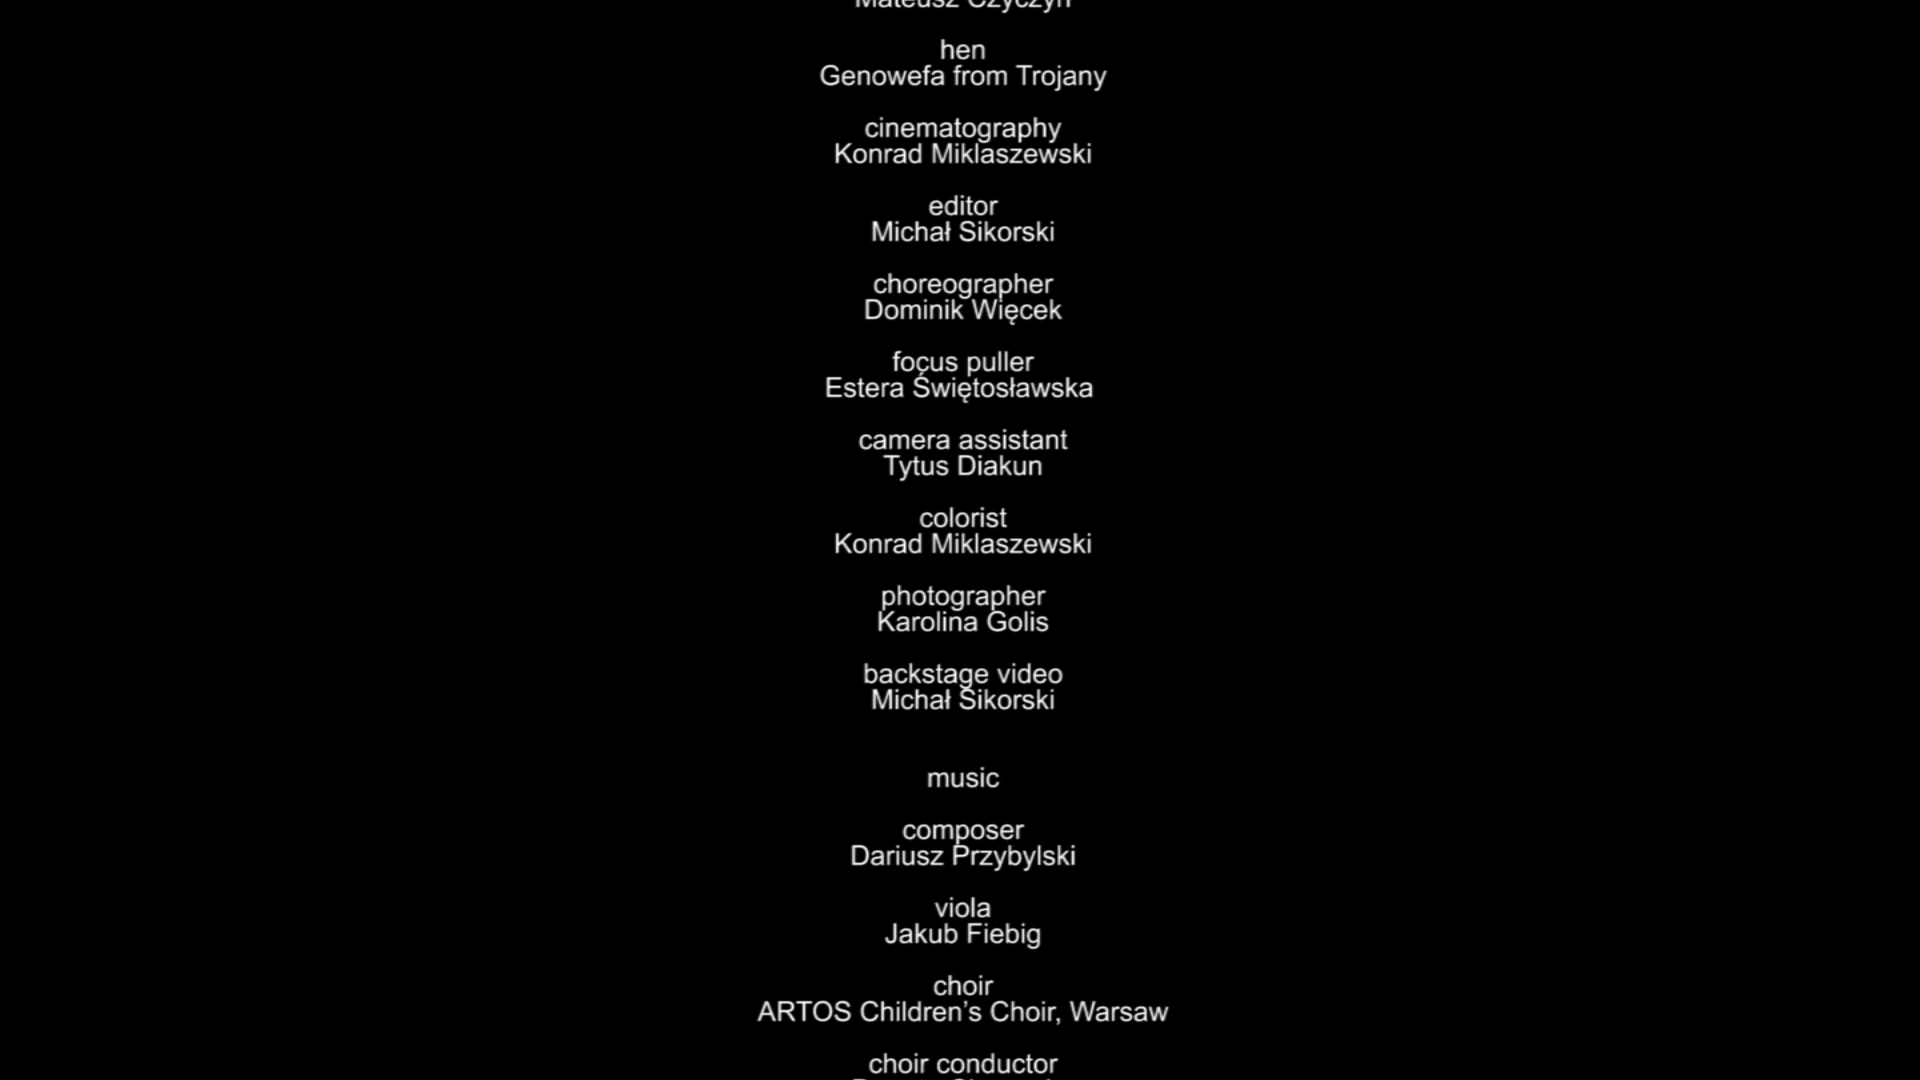 Mateusz Czyczyn
hen
Genowefa from Trojany
cinematography
Konrad Miklaszewski
editor
Michał Sikorski
choreographer
Dominik Więcek
focus puller
Estera Świętosławska
camera assistant
Tytus Diakun
colorist
Konrad Miklaszewski
photographer
Karolina Golis
backstage video
Michał Sikorski
music
composer
Dariusz Przybylski
viola
Jakub Fiebig
choir
ARTOS Children’s Choir, Warsaw
choir conductor